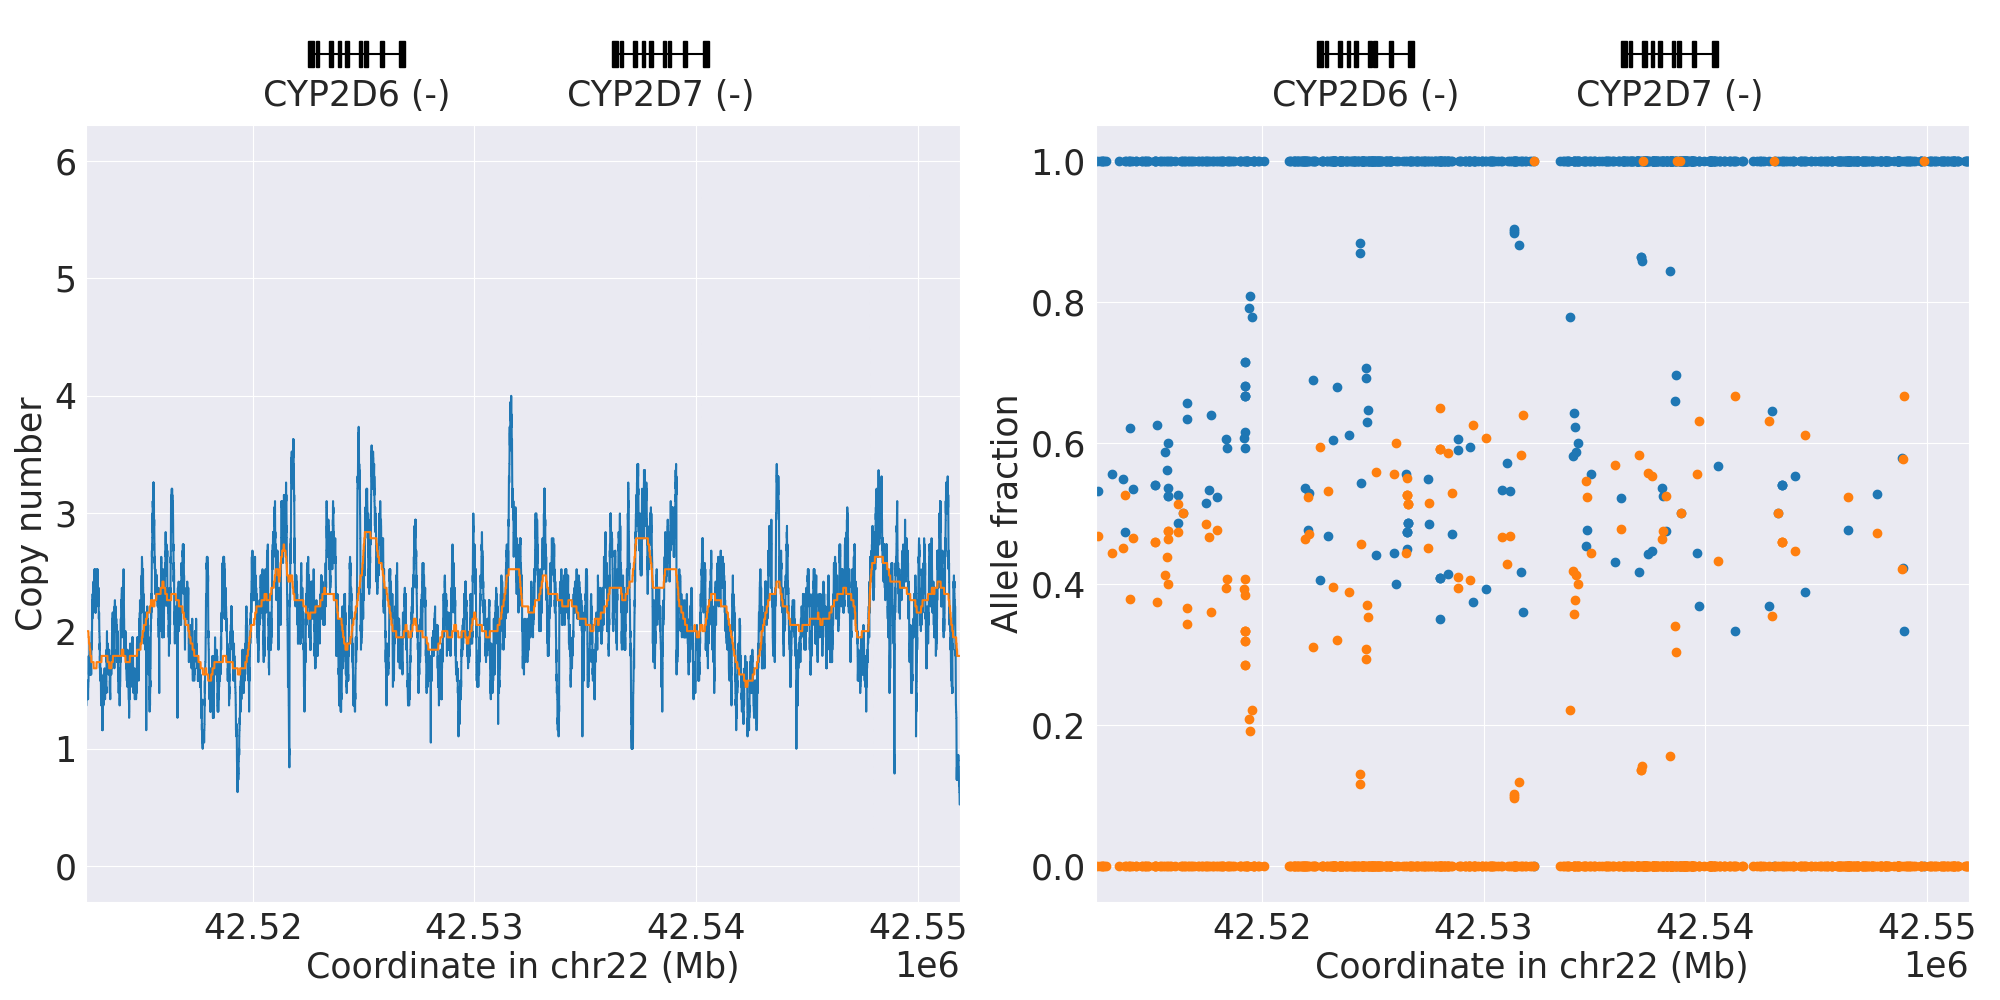 CYP2D6 (-) CYP2D7 (-)
CYP2D6 (-) CYP2D7 (-)
6
5
4
3
2
1
0
Copy number
42.52 42.53 42.54 42.55
1e6
Coordinate in chr22 (Mb)
1.0
0.8
0.6
0.4
0.2
0.0
Allele fraction
42.52 42.53 42.54 42.55
1e6
Coordinate in chr22 (Mb)